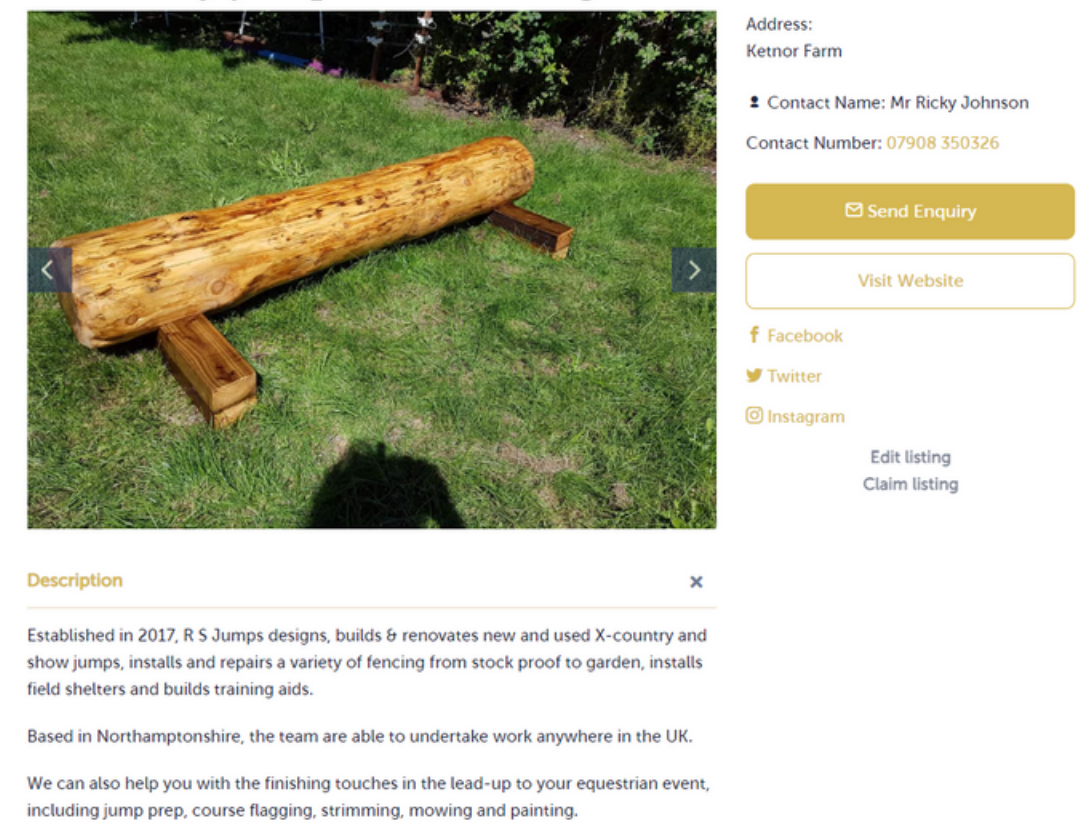 Address:
Ketnor Farm
Contact Name: Mr Ricky Johnson
Contact Number: 07908 350326
Send Enquiry
Visit Website
Facebook
Twitter
Instagram
Edit listing
Claim listing
Description
Established in 2017, R S Jumps designs, builds & renovates new and used X-country and
show jumps, installs and repairs a variety of fencing from stock proof to garden, installs
field shelters and builds training aids.
Based in Northamptonshire, the team are able to undertake work anywhere in the UK.
We can also help you with the finishing touches in the lead-up to your equestrian event,
including jump prep, course flagging, strimming, mowing and painting.